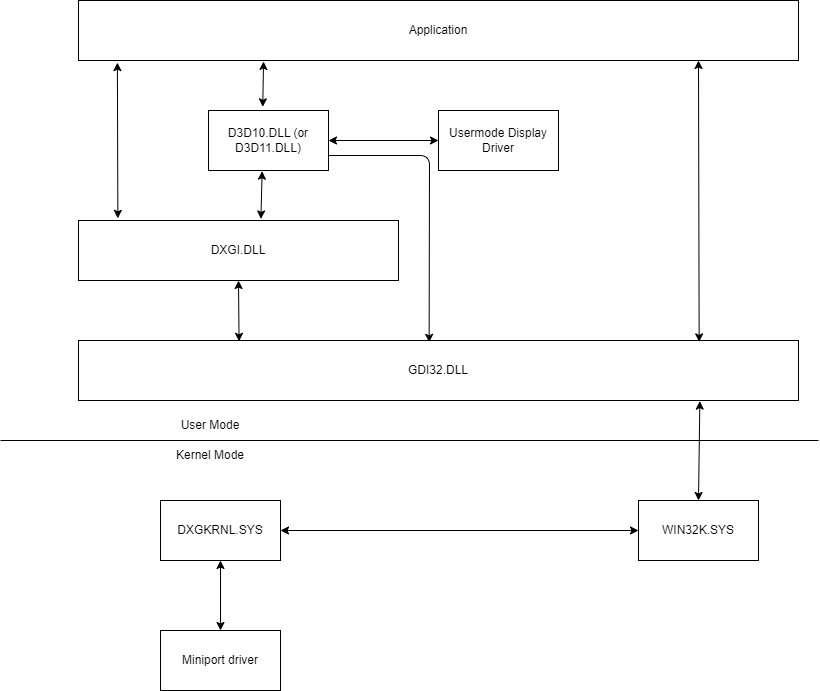 Application
D3D10.DLL (or
D3D11.DLL)
Usermode Display
Driver
DXGI.DLL
GDI32.DLL
User Mode
Kernel Mode
DXGKRNL.SYS
WIN32K.SYS
Miniport driver